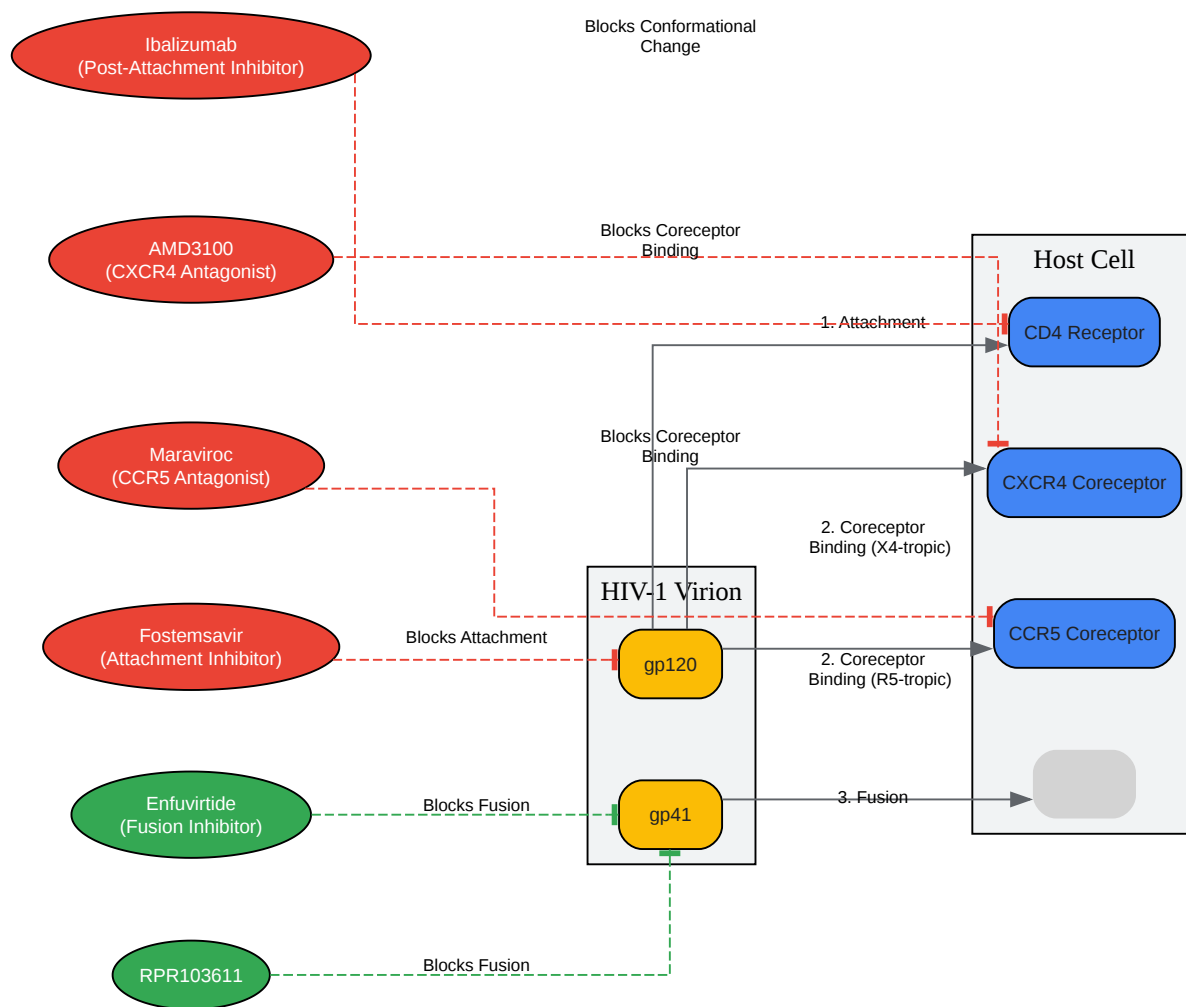 Blocks Conformational
Change
Ibalizumab
(Post-Attachment Inhibitor)
AMD3100
(CXCR4 Antagonist)
Blocks Coreceptor
Binding
Host Cell
1. Attachment
CD4 Receptor
Maraviroc
(CCR5 Antagonist)
Blocks Coreceptor
Binding
CXCR4 Coreceptor
2. Coreceptor
Binding (X4-tropic)
HIV-1 Virion
Fostemsavir
(Attachment Inhibitor)
Blocks Attachment
gp120
2. Coreceptor
Binding (R5-tropic)
CCR5 Coreceptor
Enfuvirtide
(Fusion Inhibitor)
Blocks Fusion
gp41
3. Fusion
RPR103611
Blocks Fusion